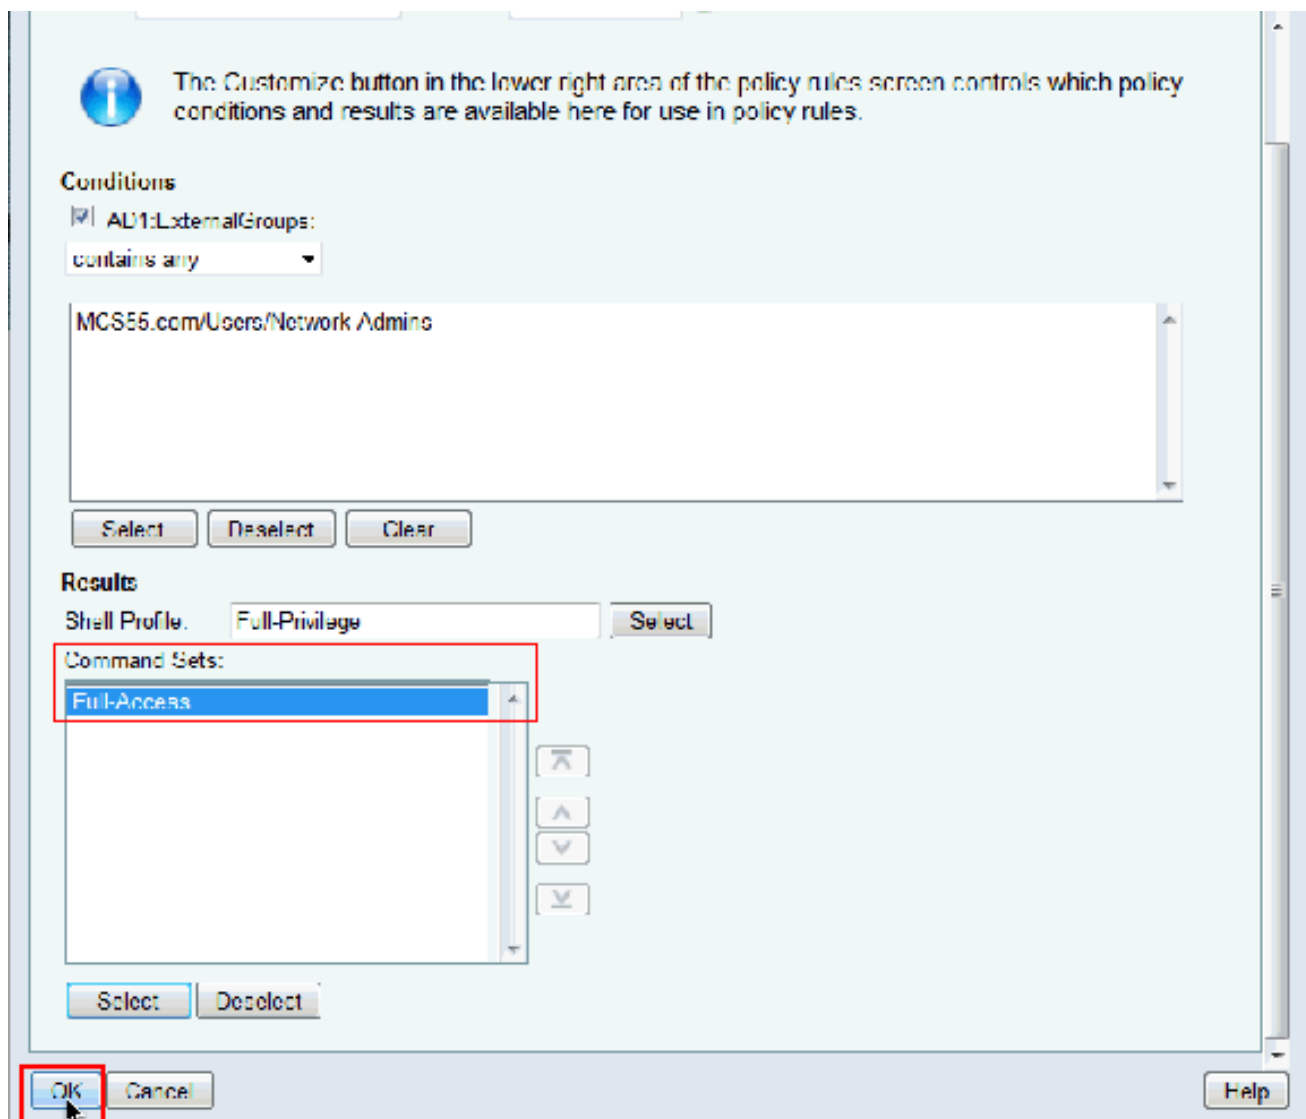 The Customize button in the lower right area of the policy rules screen controls which policy
conditions and results are available here for use in policy rules.
Conditions
AD1:ExternalGroups:
contains any
MCS55.com/Users/Network Admins
Select Deselect Clear
Results
Shell Profile: Full-Privilege Select
Command Sets:
Full-Access
Select Deselect
OK Cancel Help